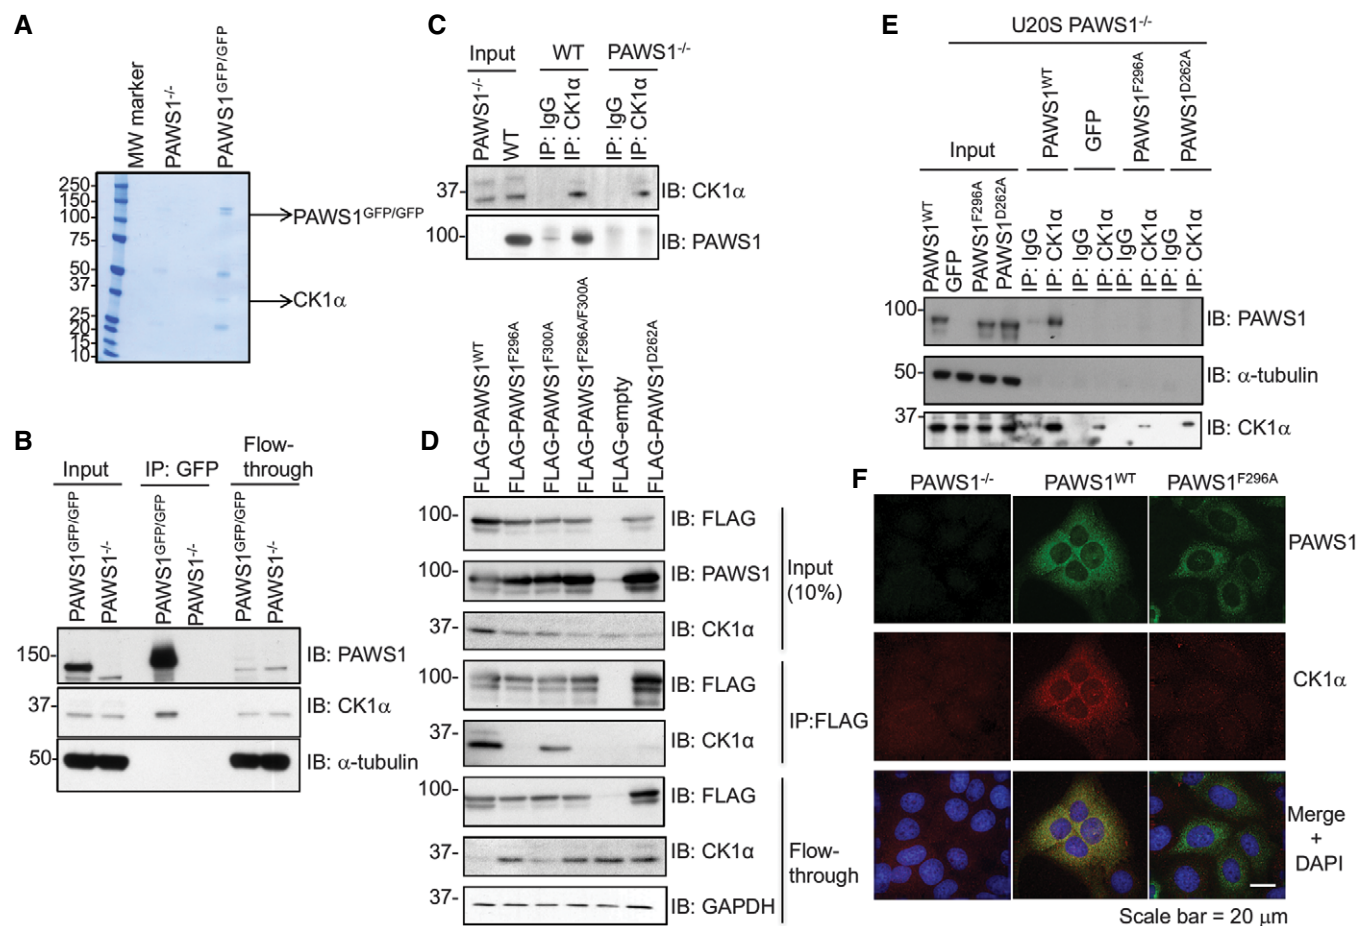 A
MW marker
PAWS1-/-
PAWS1GFP/GFP
250-
150-
100-
75-
50-
37-
25-
20-
15-
10-
PAWS1GFP/GFP
CK1α
B
Input
IP: GFP
Flow-
through
PAWS1GFP/GFP
PAWS1-/-
PAWS1GFP/GFP
PAWS1-/-
PAWS1GFP/GFP
PAWS1-/-
150-
IB: PAWS1
37-
IB: CK1α
50-
IB: α-tubulin
C
Input
WT
PAWS1-/-
PAWS1-/-
WT
IP: IgG
IP: CK1α
IP: IgG
IP: CK1α
37-
IB: CK1α
100-
IB: PAWS1
D
FLAG-PAWS1WT
FLAG-PAWS1F296A
FLAG-PAWS1F300A
FLAG-PAWS1F296A/F300A
FLAG-empty
FLAG-PAWS1D262A
100-
IB: FLAG
100-
IB: PAWS1
37-
IB: CK1α
Input
(10%)
100-
IB: FLAG
37-
IB: CK1α
IP:FLAG
100-
IB: FLAG
37-
IB: CK1α
37-
IB: GAPDH
Flow-
through
E
U20S PAWS1-/-
Input
PAWS1WT
GFP
PAWS1F296A
PAWS1D262A
PAWS1WT
GFP
PAWS1F296A
PAWS1D262A
IP: IgG
IP: CK1α
IP: IgG
IP: CK1α
IP: IgG
IP: CK1α
IP: IgG
IP: CK1α
100-
IB: PAWS1
50-
IB: α-tubulin
37-
IB: CK1α
F
PAWS1-/-
PAWS1WT
PAWS1F296A
PAWS1
CK1α
Merge
+
DAPI
Scale bar = 20 μm